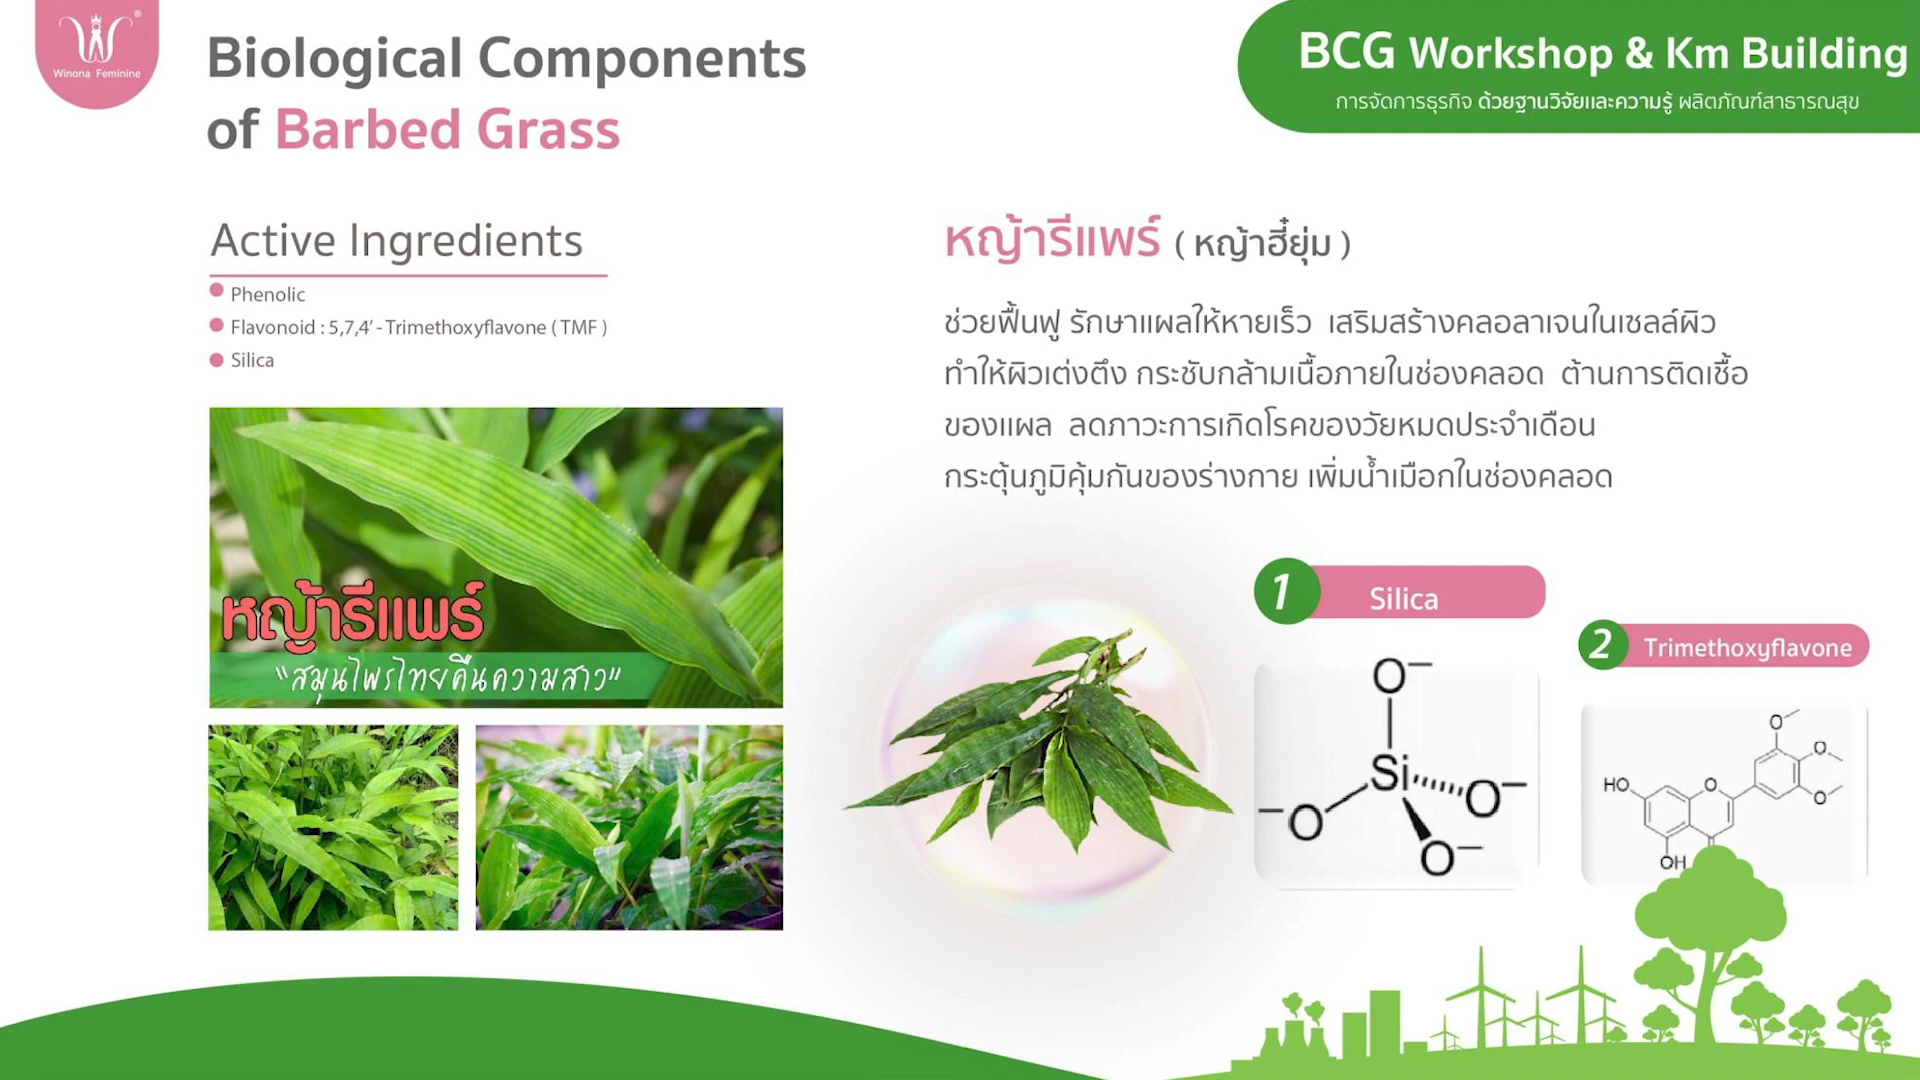 Winona Feminine
®
Biological Components
of Barbed Grass
BCG Workshop & Km Building
การจัดการธุรกิจ ด้วยฐานวิจัยและความรู้ ผลิตภัณฑ์สาธารณสุข
Active Ingredients
Phenolic
Flavonoid : 5,7,4’ - Trimethoxyflavone ( TMF )
Silica
หญ้ารีแพร์
“สมุนไพรไทยคืนความสาว”
หญ้ารีแพร์ ( หญ้าฮี๋ยุ่ม )
ช่วยฟื้นฟู รักษาแผลให้หายเร็ว เสริมสร้างคลอลาเจนในเซลล์ผิว
ทำให้ผิวเต่งตึง กระชับกล้ามเนื้อภายในช่องคลอด ต้านการติดเชื้อ
ของแผล ลดภาวะการเกิดโรคของวัยหมดประจำเดือน
กระตุ้นภูมิคุ้มกันของร่างกาย เพิ่มน้ำเมือกในช่องคลอด
1 Silica
O⁻
Si
O⁻
⁻O
O⁻
2 Trimethoxyflavone
O
O
HO
O
O
OH